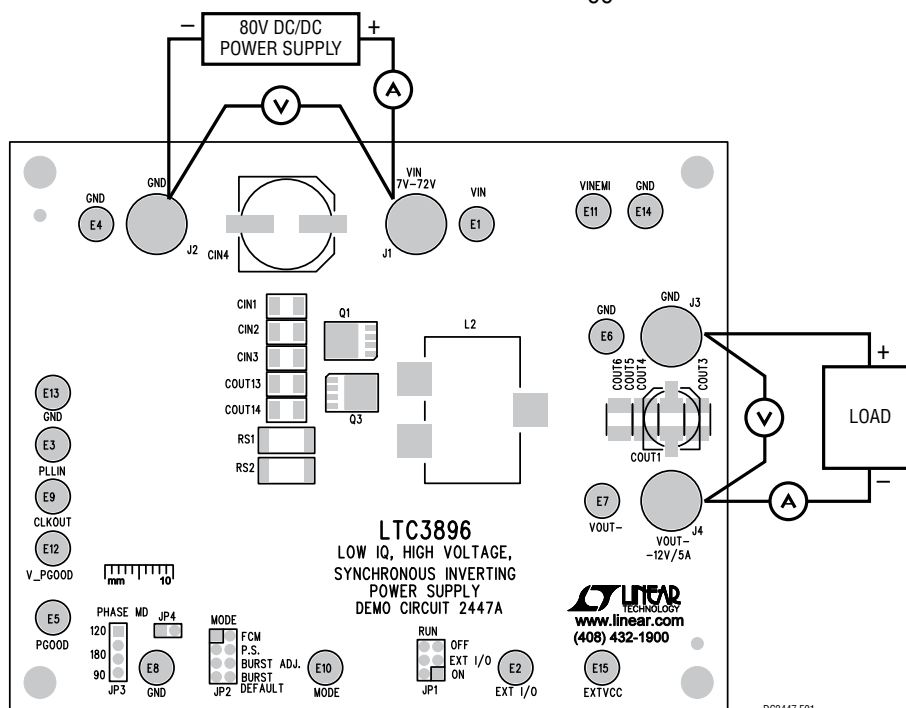 80V DC/DC
POWER SUPPLY
−
+
A
V
GND
VIN
7V-72V
GND
E4
J2
CIN4
J1
VIN
E1
VINEMI
E11
GND
E14
CIN1
CIN2
CIN3
COUT13
COUT14
RS1
RS2
Q1
Q3
L2
GND
J3
GND
E6
COUT6
COUT5
COUT4
COUT3
COUT1
+
V
LOAD
−
A
E7
VOUT-
J4
VOUT-
-12V/5A
E13
GND
E3
PLLIN
E9
CLKOUT
E12
V_PGOOD
E5
PGOOD
mm 10
LTC3896
LOW IQ, HIGH VOLTAGE,
SYNCHRONOUS INVERTING
POWER SUPPLY
DEMO CIRCUIT 2447A
LINEAR
TECHNOLOGY
www.linear.com
(408) 432-1900
PHASE MD
120
180
90
JP3
JP4
E8
GND
MODE
FCM
P.S.
BURST ADJ.
BURST
DEFAULT
JP2
E10
MODE
RUN
OFF
EXT I/O
ON
JP1
E2
EXT I/O
E15
EXTVCC